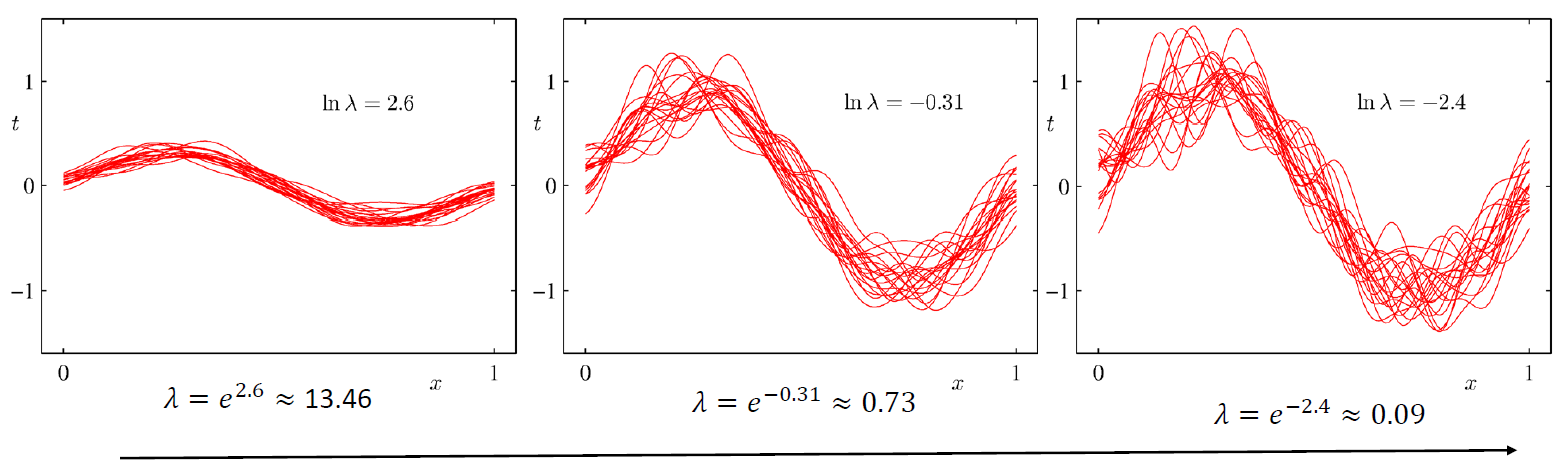 1
t
0
−1
ln λ = 2.6
0
x
1
λ = e^2.6 ≈ 13.46
1
t
0
−1
ln λ = −0.31
0
x
1
λ = e^−0.31 ≈ 0.73
1
t
0
−1
ln λ = −2.4
0
x
1
λ = e^−2.4 ≈ 0.09